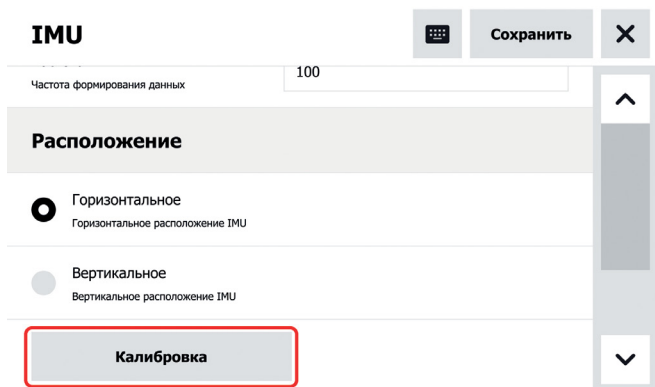 IMU
Сохранить
Частота формирования данных
100
Расположение
Горизонтальное
Горизонтальное расположение IMU
Вертикальное
Вертикальное расположение IMU
Калибровка